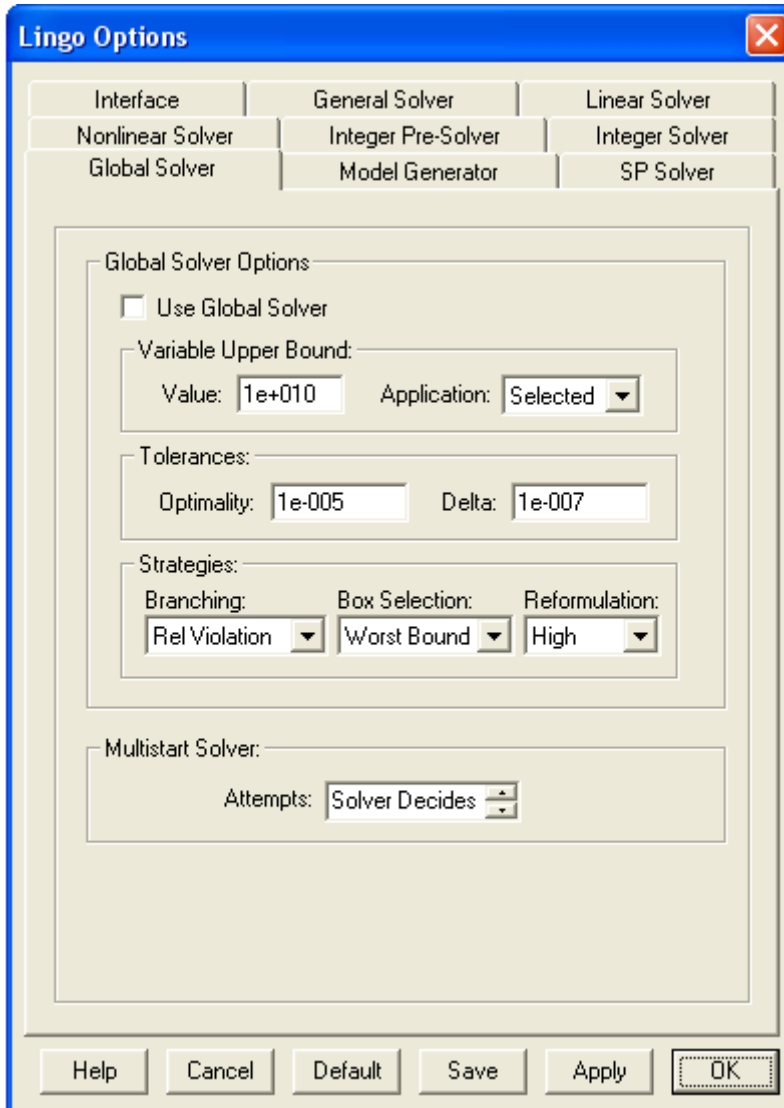 Lingo Options
Interface General Solver Linear Solver
Nonlinear Solver Integer Pre-Solver Integer Solver
Global Solver Model Generator SP Solver
Global Solver Options
Use Global Solver
Variable Upper Bound:
Value: 1e+010 Application: Selected
Tolerances:
Optimality: 1e-005 Delta: 1e-007
Strategies:
Branching: Box Selection: Reformulation:
Rel Violation Worst Bound High
Multistart Solver:
Attempts: Solver Decides
Help Cancel Default Save Apply OK